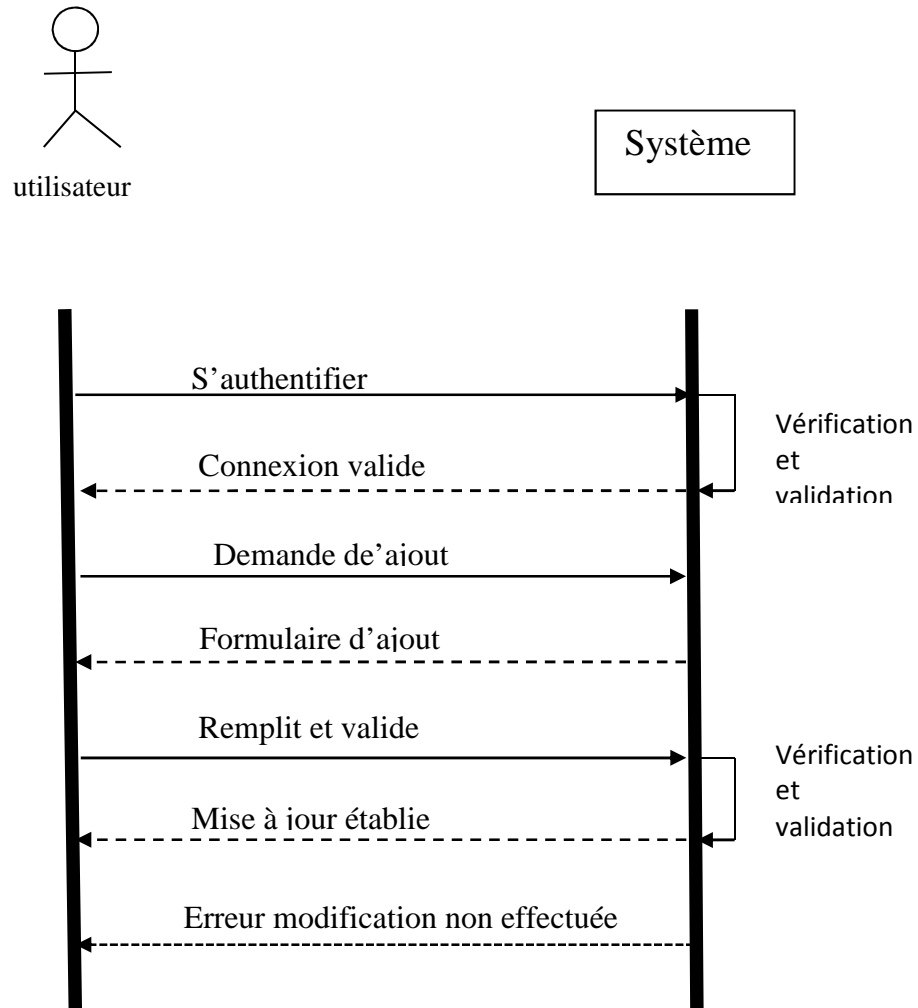 Système
utilisateur
S’authentifier
Vérification
et
validation
Connexion valide
Demande de’ajout
Formulaire d’ajout
Remplit et valide
Vérification
et
validation
Mise à jour établie
Erreur modification non effectuée